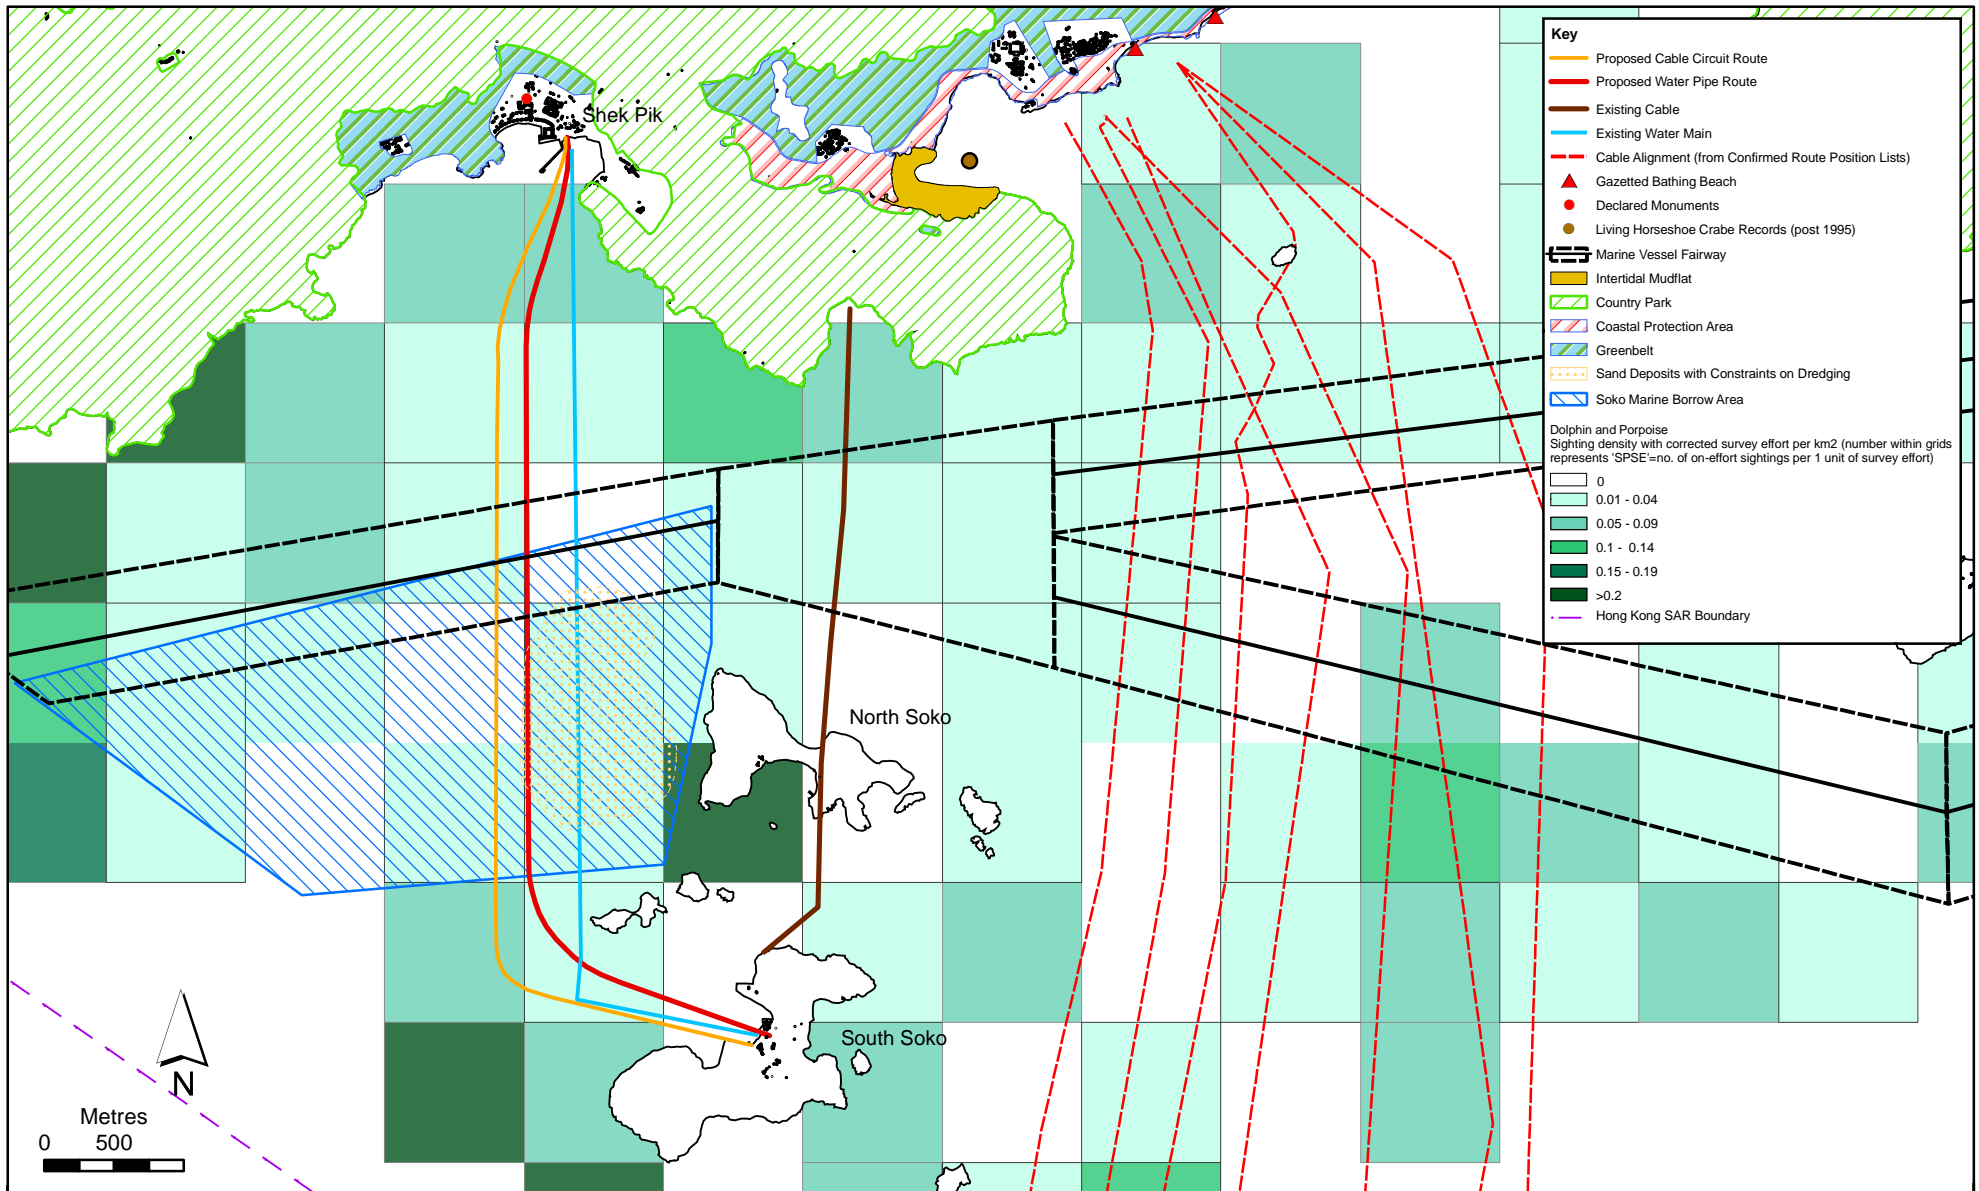 Shek Pik
North Soko
South Soko
N
Metres
0 500
Key
Proposed Cable Circuit Route
Proposed Water Pipe Route
Existing Cable
Existing Water Main
Cable Alignment (from Confirmed Route Position Lists)
Gazetted Bathing Beach
Declared Monuments
Living Horseshoe Crabe Records (post 1995)
Marine Vessel Fairway
Intertidal Mudflat
Country Park
Coastal Protection Area
Greenbelt
Sand Deposits with Constraints on Dredging
Soko Marine Borrow Area
Dolphin and Porpoise
Sighting density with corrected survey effort per km2 (number within grids
represents 'SPSE'=no. of on-effort sightings per 1 unit of survey effort)
0
0.01 - 0.04
0.05 - 0.09
0.1 - 0.14
0.15 - 0.19
>0.2
Hong Kong SAR Boundary